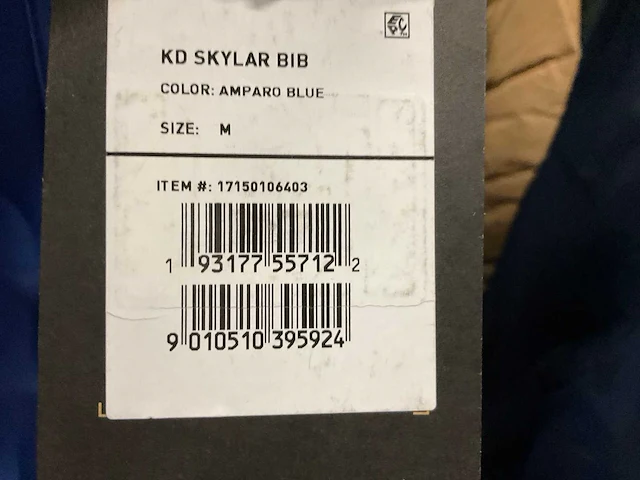 KD SKYLAR BIB
COLOR: AMPARO BLUE
SIZE: M
ITEM #: 17150106403
1 93177 55712 2
9 010510 395924